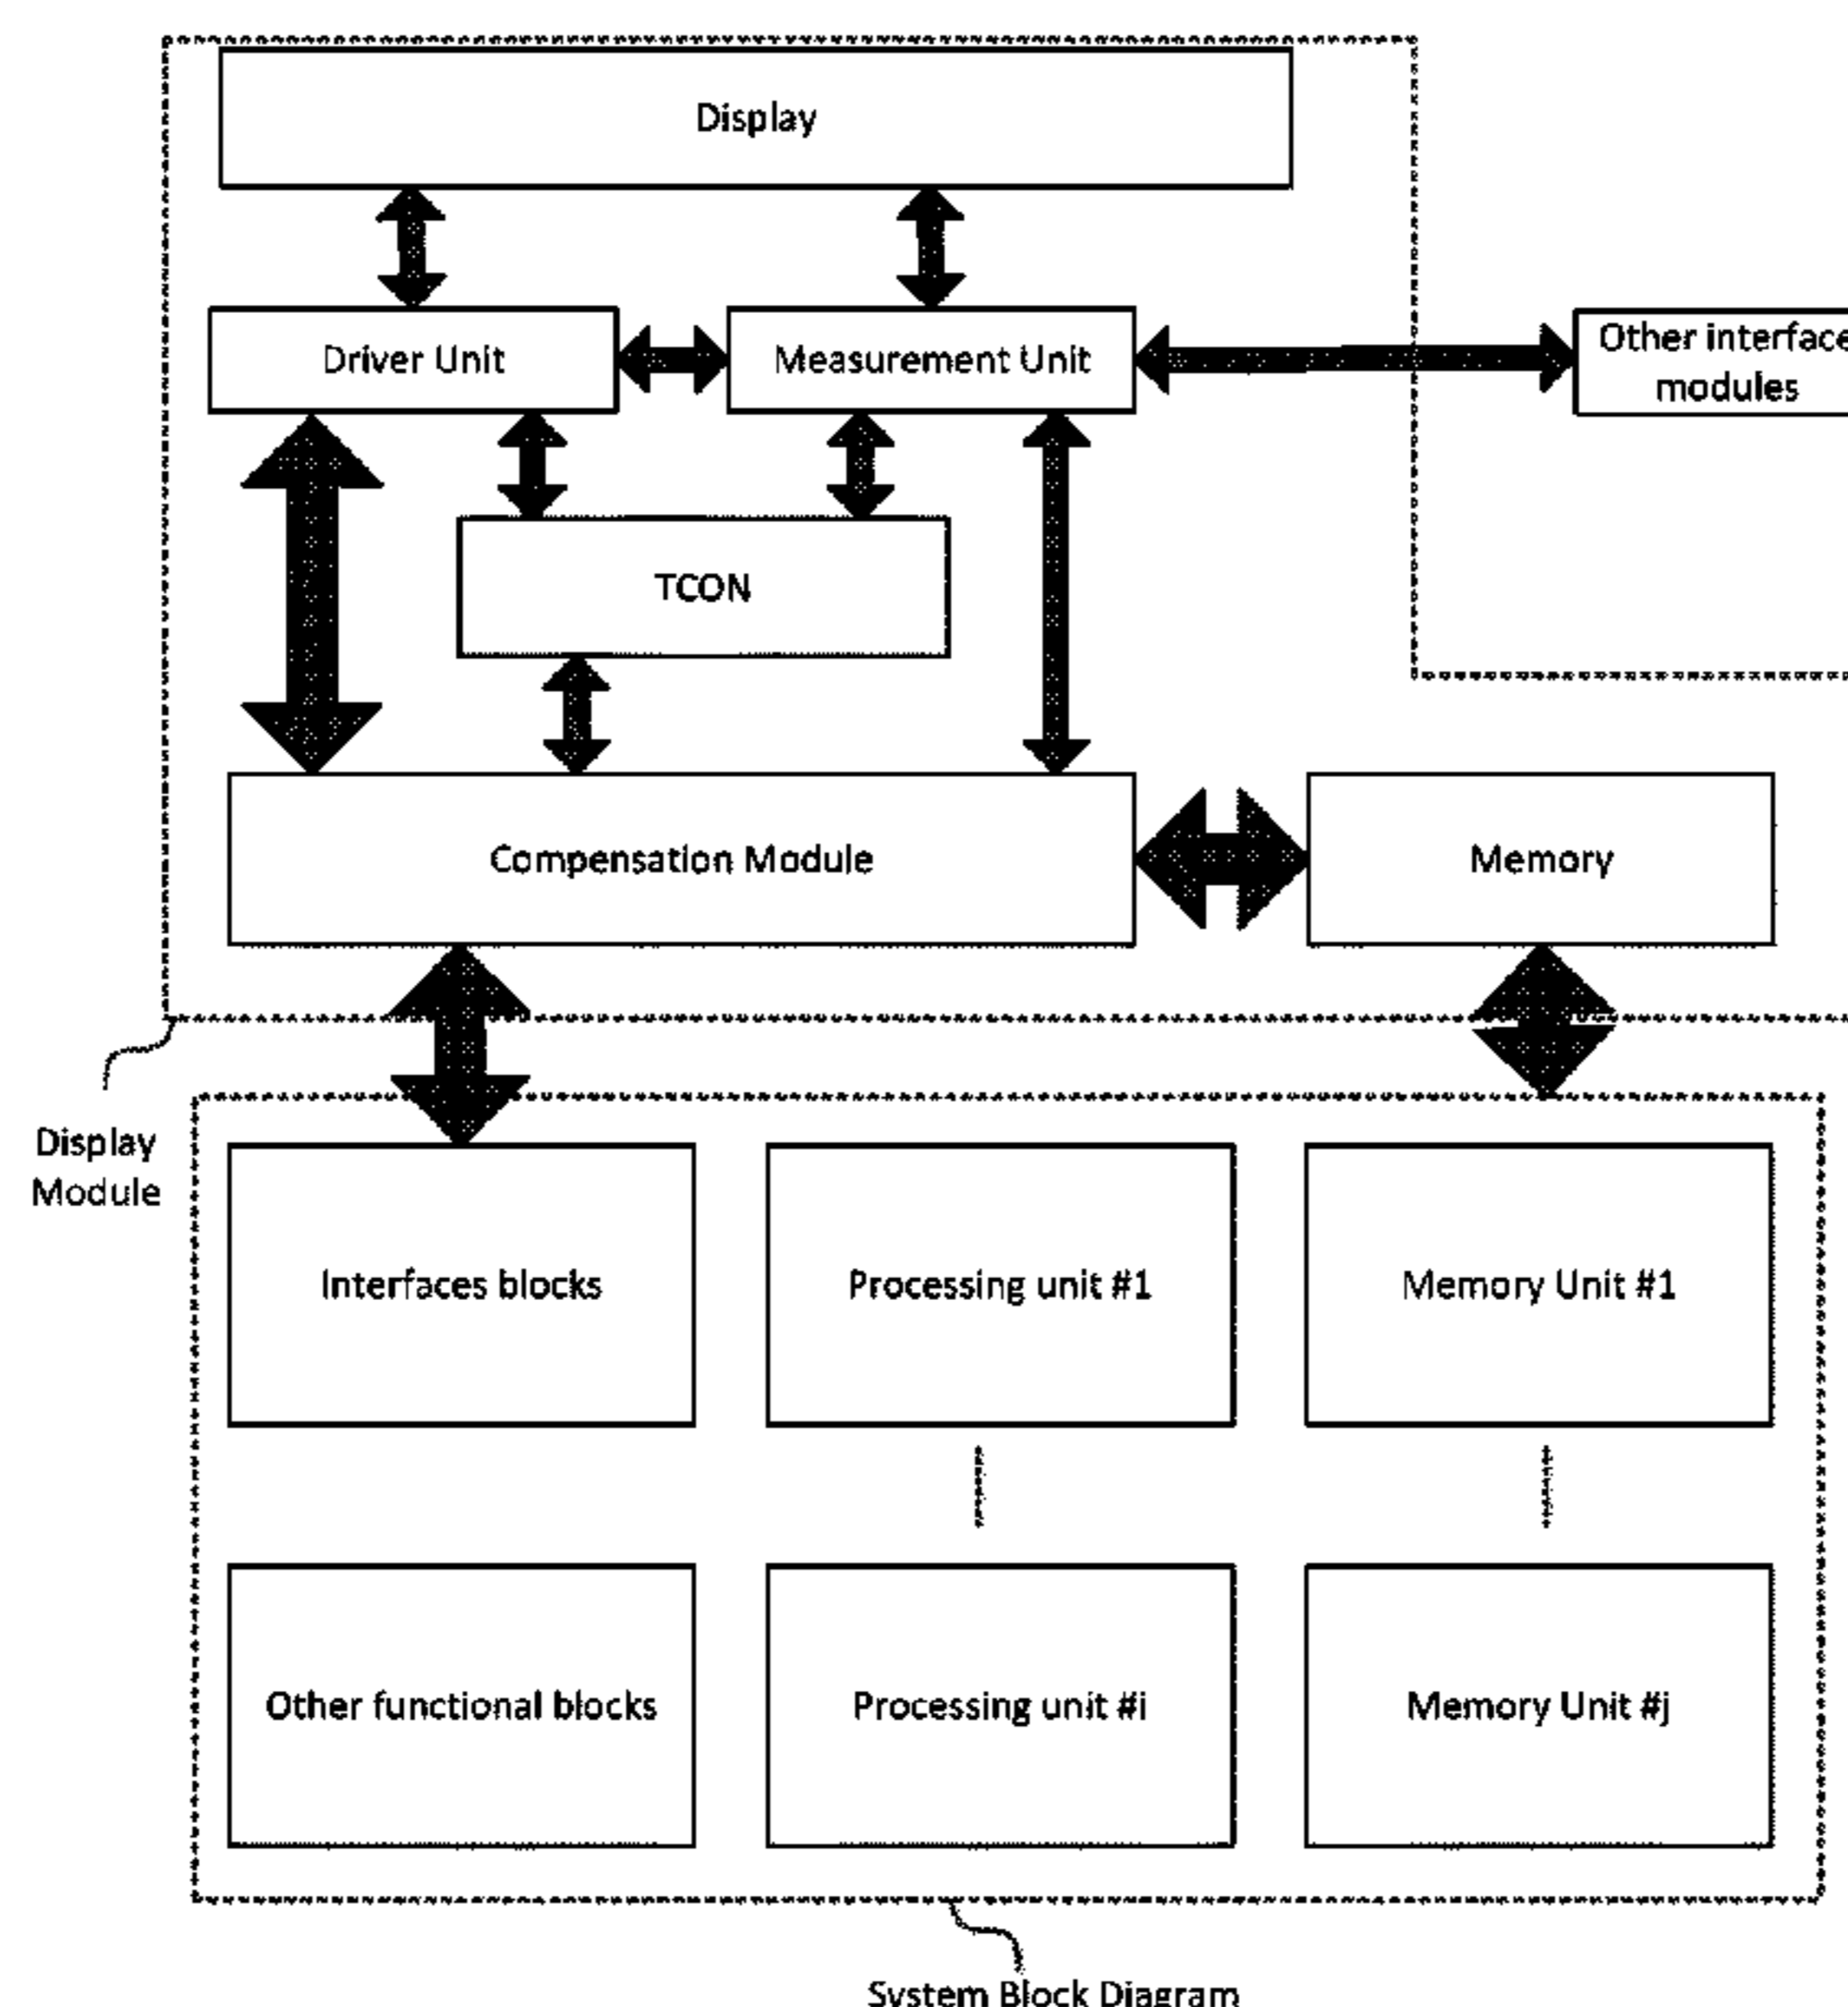 Display
Driver Unit
Measurement Unit
Other interface
modules
TCON
Compensation Module
Memory
Display
Module
Interfaces blocks
Processing unit #1
Memory Unit #1
Other functional blocks
Processing unit #i
Memory Unit #j
System Block Diagram